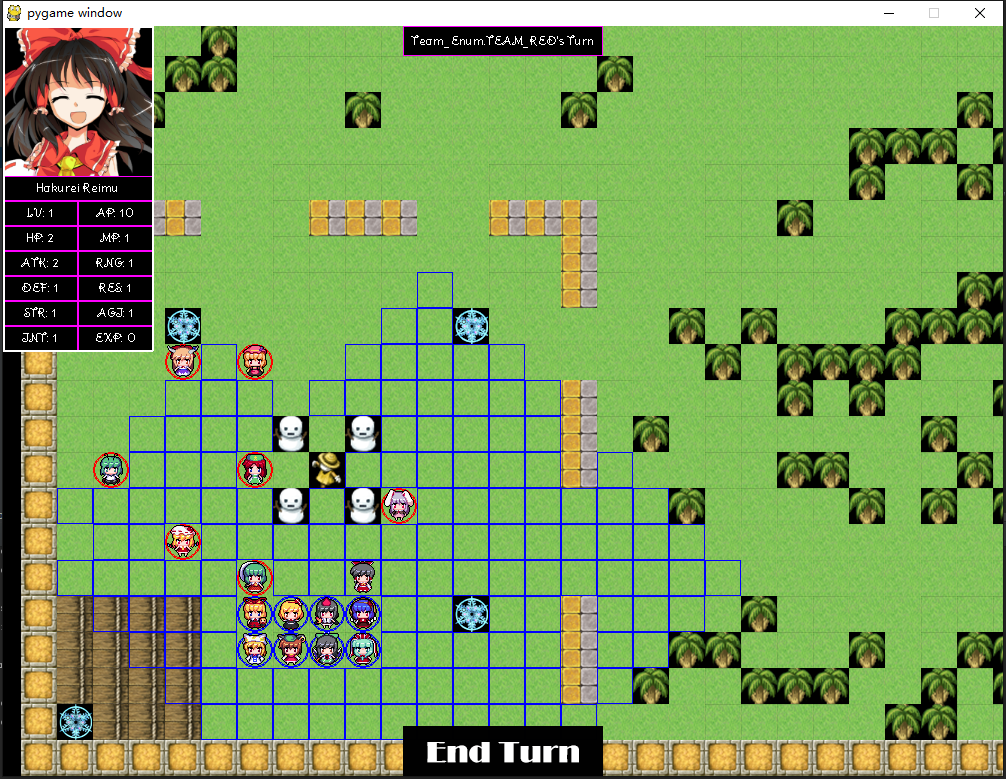 pygame window
Team_Enum.TEAM_RED's Turn
Hakurei Reimu
LV: 1 AP: 10
HP: 2 MP: 1
ATK: 2 RNG: 1
DEF: 1 RES: 1
STR: 1 AGI: 1
INT: 1 EXP: 0
End Turn